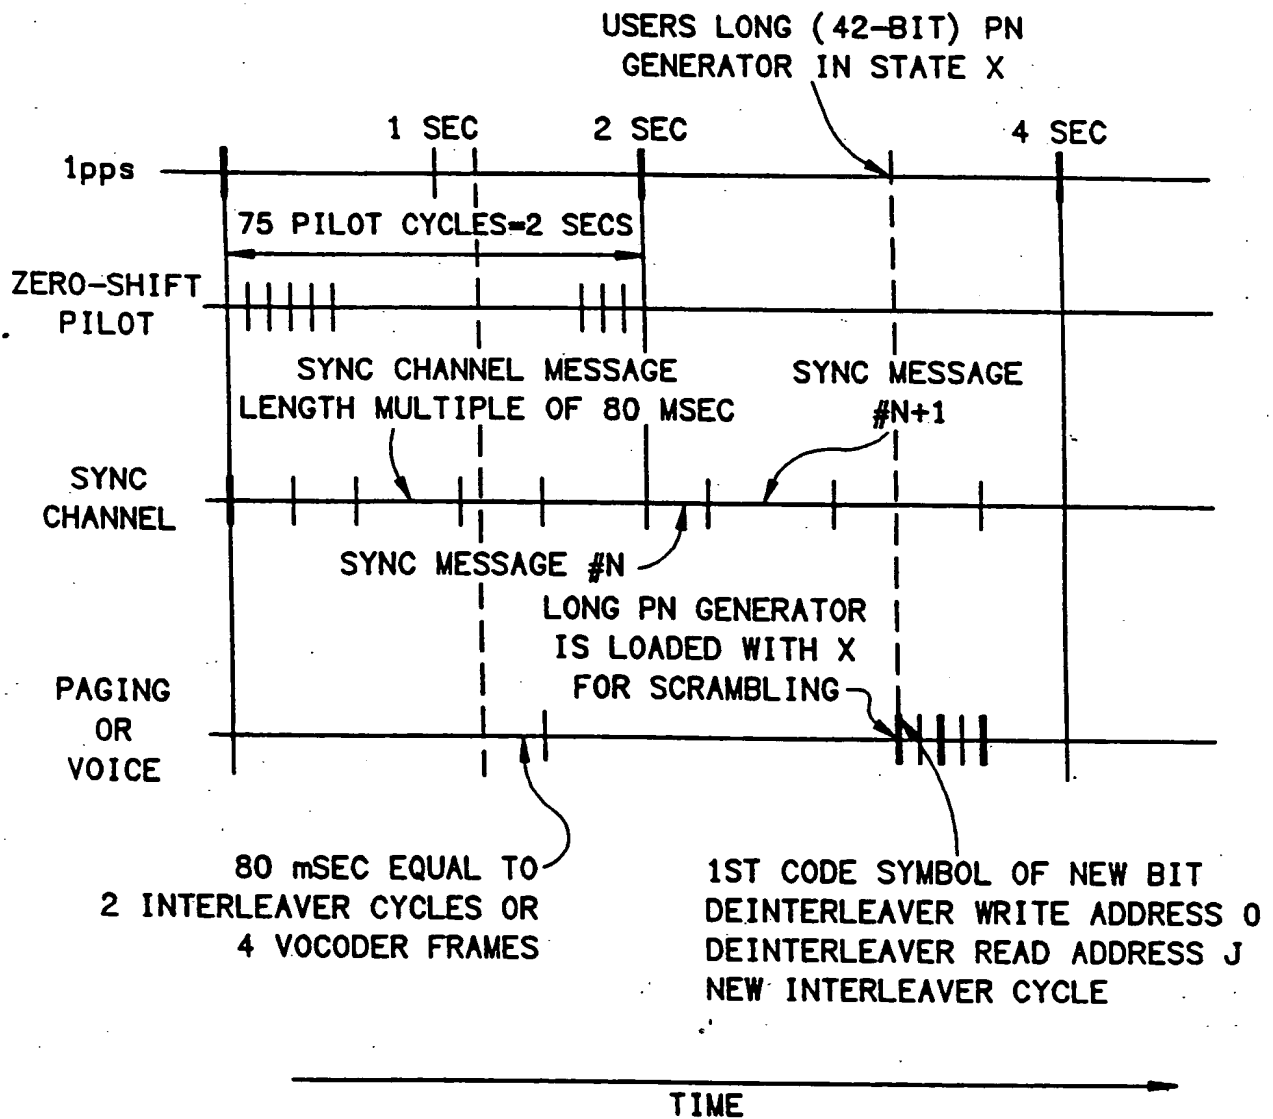 USERS LONG (42-BIT) PN
GENERATOR IN STATE X
1 SEC
2 SEC
4 SEC
1pps
75 PILOT CYCLES=2 SECS
ZERO-SHIFT
PILOT
SYNC CHANNEL MESSAGE
LENGTH MULTIPLE OF 80 MSEC
SYNC MESSAGE
#N+1
SYNC
CHANNEL
SYNC MESSAGE #N
LONG PN GENERATOR
IS LOADED WITH X
FOR SCRAMBLING
PAGING
OR
VOICE
80 mSEC EQUAL TO
2 INTERLEAVER CYCLES OR
4 VOCODER FRAMES
1ST CODE SYMBOL OF NEW BIT
DEINTERLEAVER WRITE ADDRESS 0
DEINTERLEAVER READ ADDRESS J
NEW INTERLEAVER CYCLE
TIME